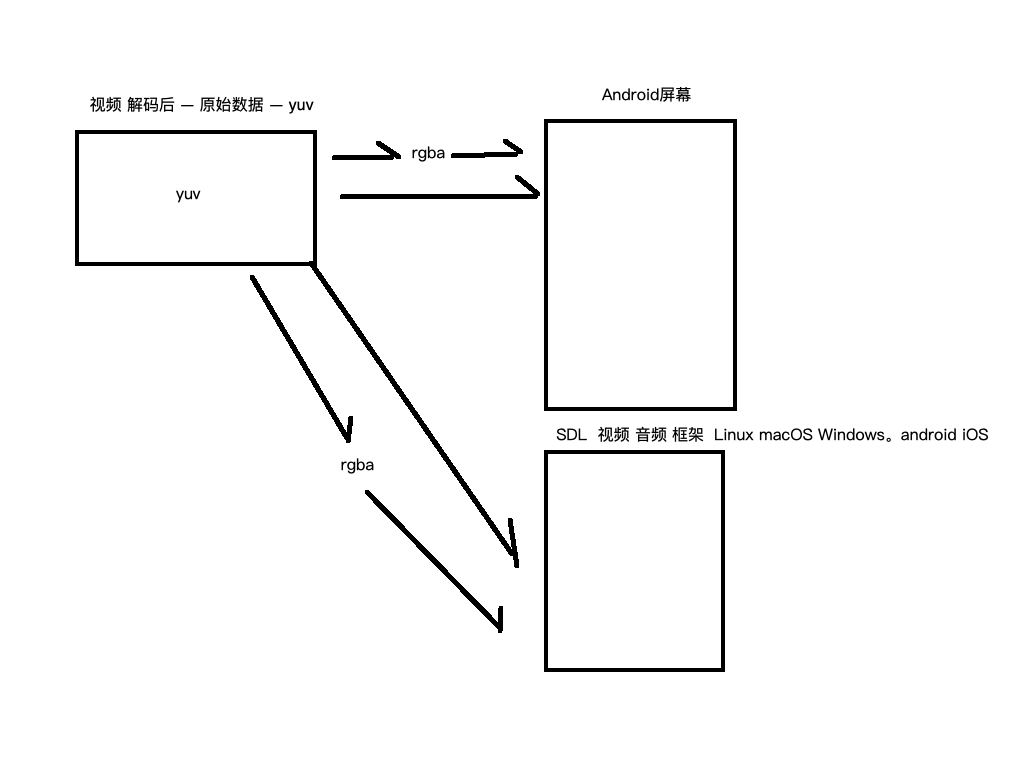 视频 解码后 — 原始数据 — yuv
Android屏幕
rgba
yuv
SDL  视频 音频 框架  Linux macOS Windows。android iOS
rgba